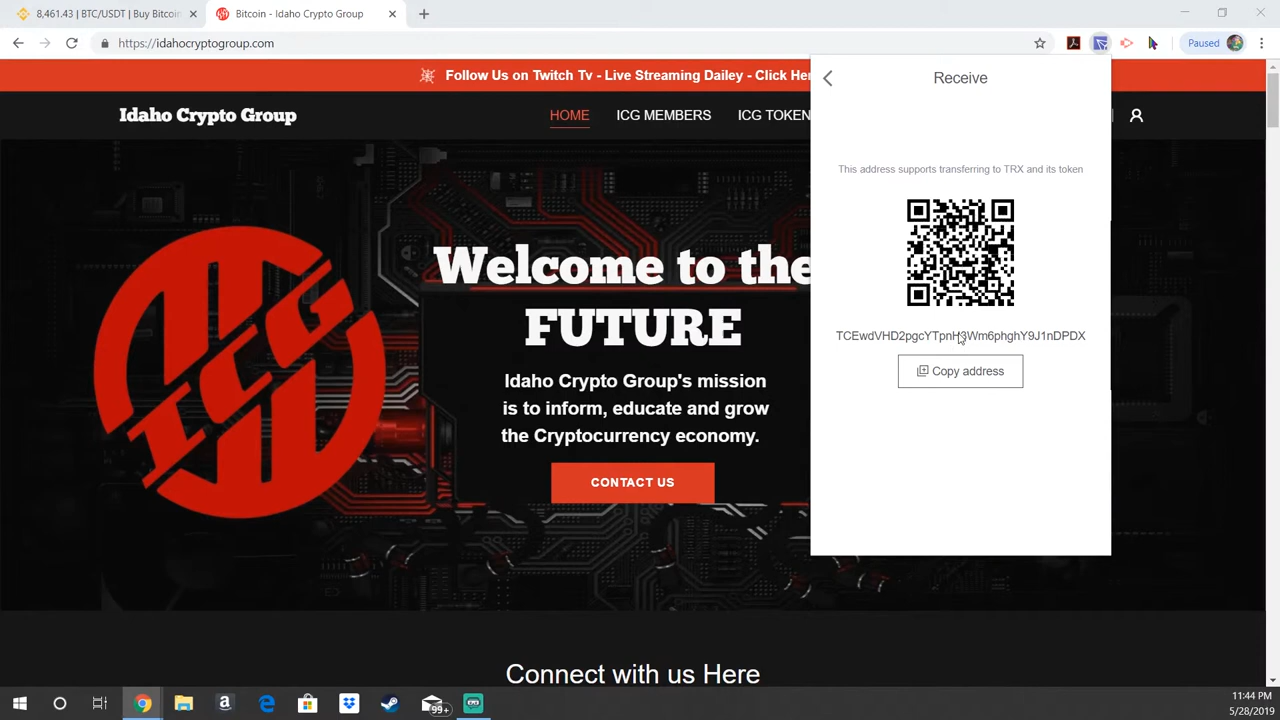 8,461.43 | BTC/USDT | Buy Bitcoin
Bitcoin - Idaho Crypto Group
https://idahocryptogroup.com
Paused
Follow Us on Twitch Tv - Live Streaming Dailey - Click Her
Idaho Crypto Group
HOME
ICG MEMBERS
ICG TOKEN
ICG
Welcome to the
FUTURE
Idaho Crypto Group's mission
is to inform, educate and grow
the Cryptocurrency economy.
CONTACT US
Connect with us Here
Receive
This address supports transferring to TRX and its token
TCEwdVHD2pgcYTpnH3Wm6phghY9J1nDPDX
Copy address
99+
11:44 PM
5/28/2019